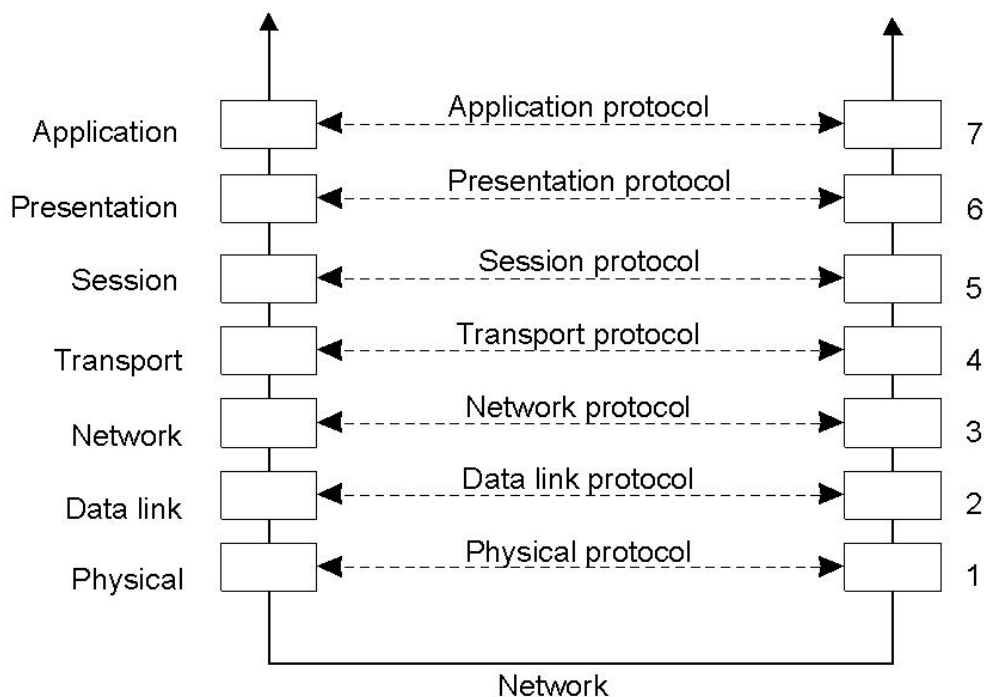 Application protocol
Application
7
Presentation protocol
Presentation
6
Session protocol
Session
5
Transport protocol
Transport
4
Network protocol
Network
3
Data link protocol
Data link
2
Physical protocol
Physical
1
Network